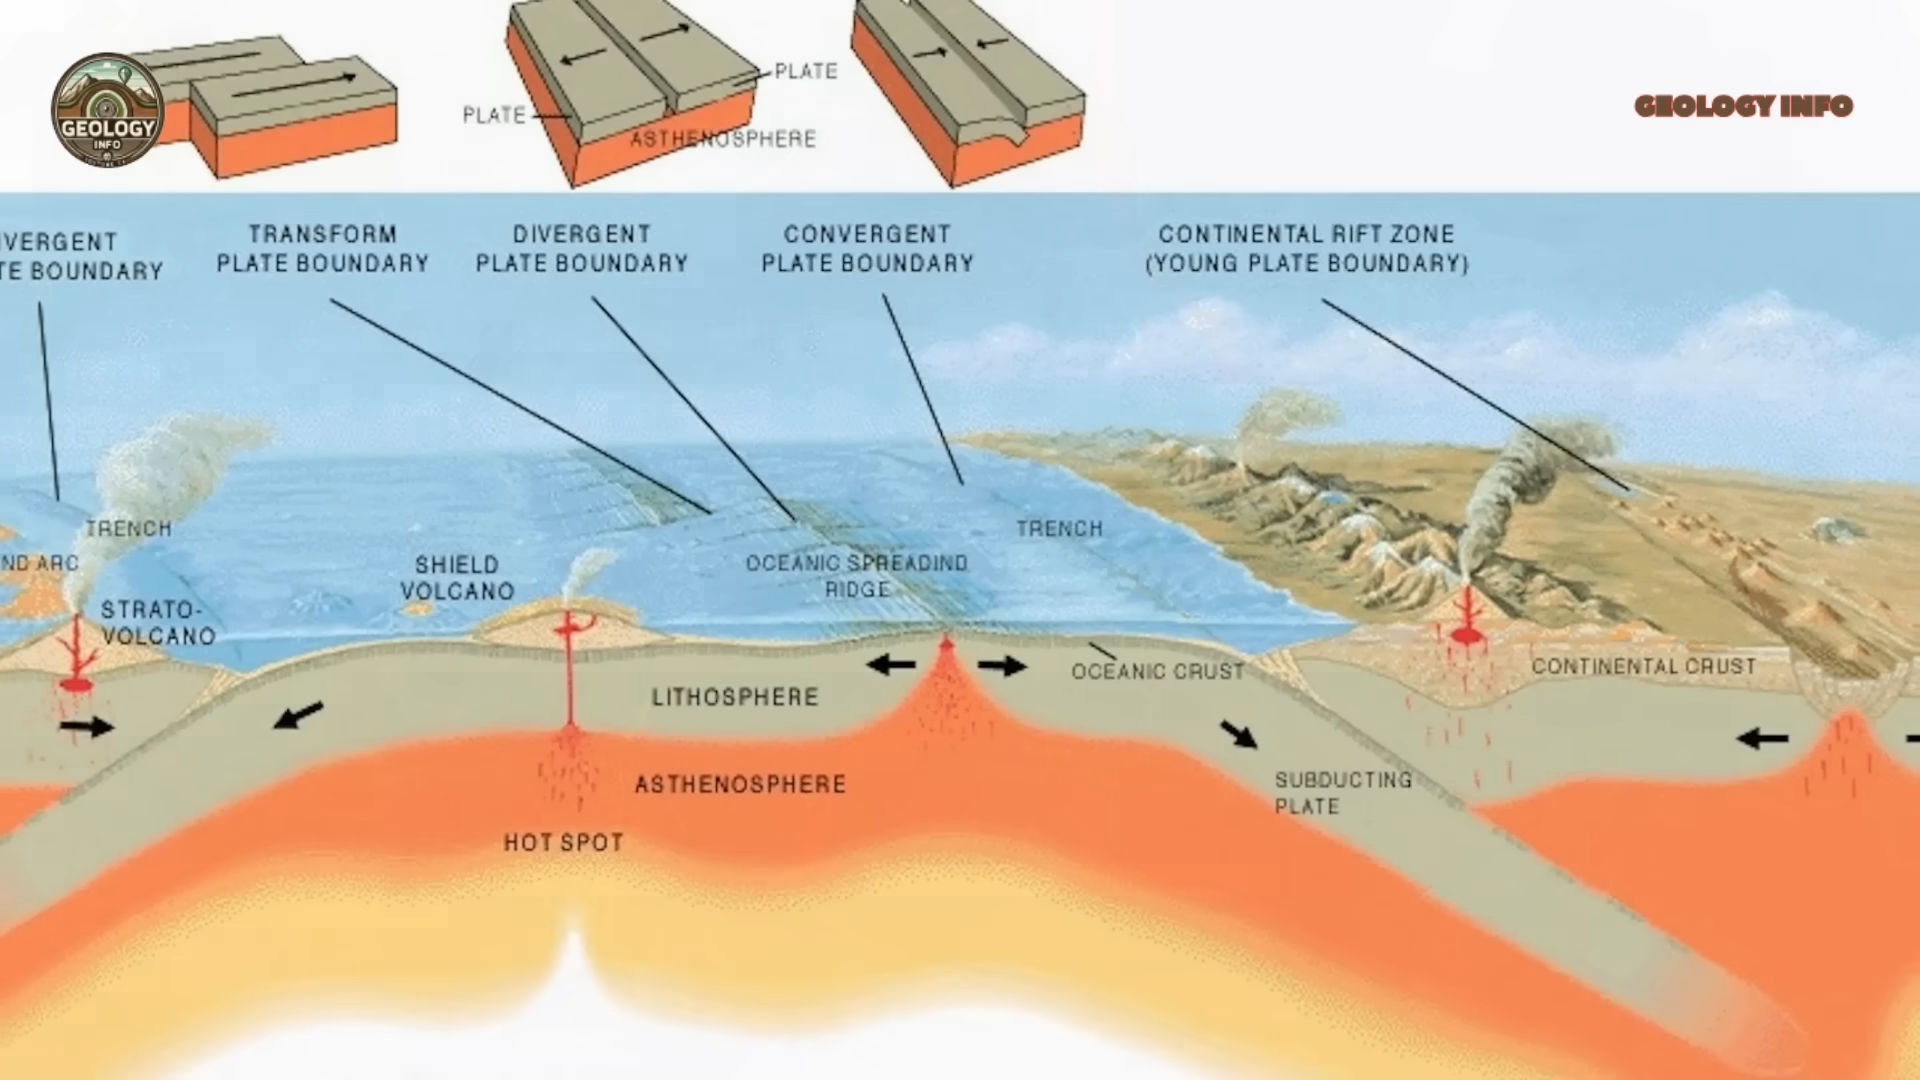 GEOLOGY
INFO
GEOLOGY INFO
PLATE
PLATE
ASTHENOSPHERE
VERGENT
TE BOUNDARY
TRANSFORM
PLATE BOUNDARY
DIVERGENT
PLATE BOUNDARY
CONVERGENT
PLATE BOUNDARY
CONTINENTAL RIFT ZONE
(YOUNG PLATE BOUNDARY)
TRENCH
ND ARC
STRATO-
VOLCANO
SHIELD
VOLCANO
OCEANIC SPREADIND
RIDGE
TRENCH
OCEANIC CRUST
CONTINENTAL CRUST
LITHOSPHERE
ASTHENOSPHERE
SUBDUCTING
PLATE
HOT SPOT